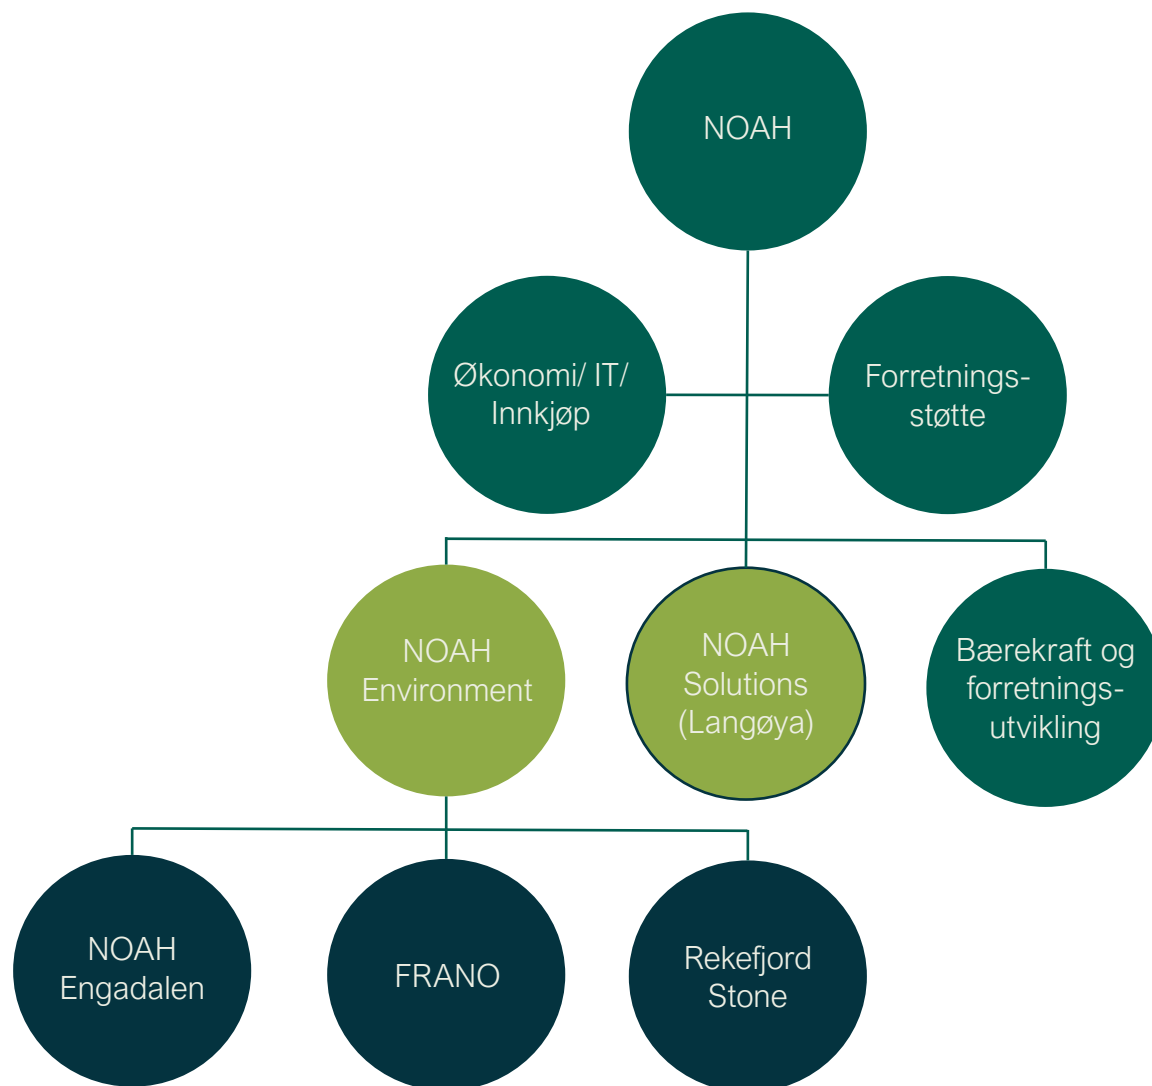 NOAH
Økonomi/ IT/
Innkjøp
Forretnings-
støtte
NOAH
Environment
NOAH
Solutions
(Langøya)
Bærekraft og
forretnings-
utvikling
NOAH
Engadalen
FRANO
Rekefjord
Stone